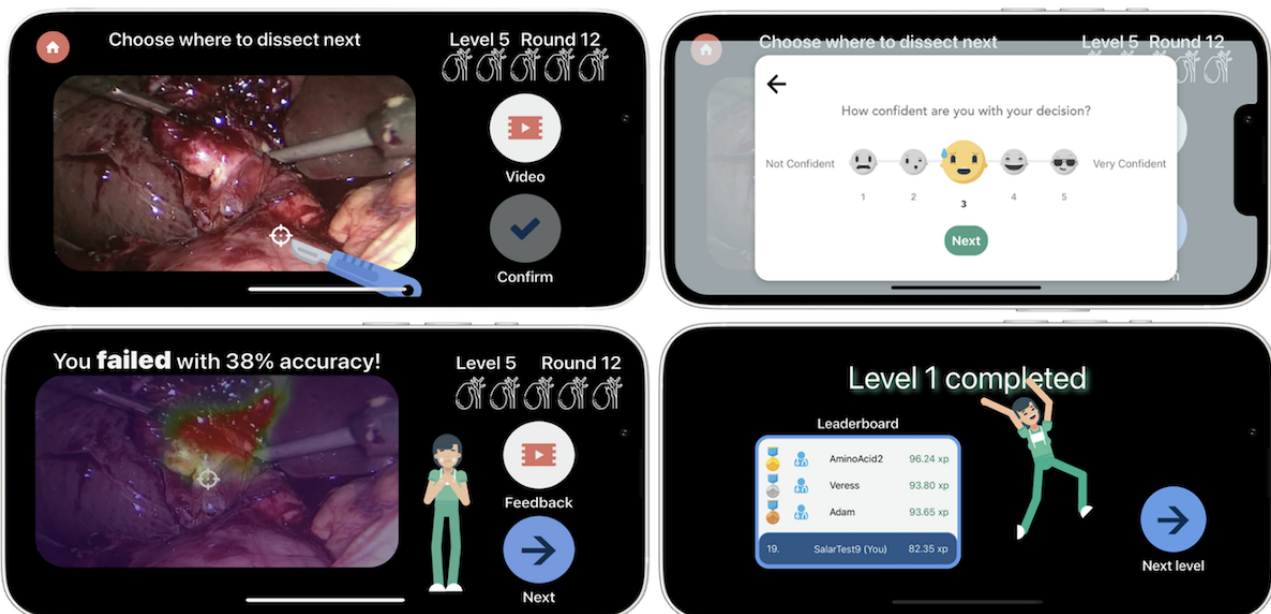 Choose where to dissect next
Level 5 Round 12
Video
Confirm
Choose where to dissect next
Level 5 Round 12
How confident are you with your decision?
Not Confident
Very Confident
1 2 3 4 5
Next
You failed with 38% accuracy!
Level 5 Round 12
Feedback
Next
Level 1 completed
Leaderboard
AminoAcid2 96.24 xp
Veress 93.80 xp
Adam 93.65 xp
19. SalarTest9 (You) 82.35 xp
Next level